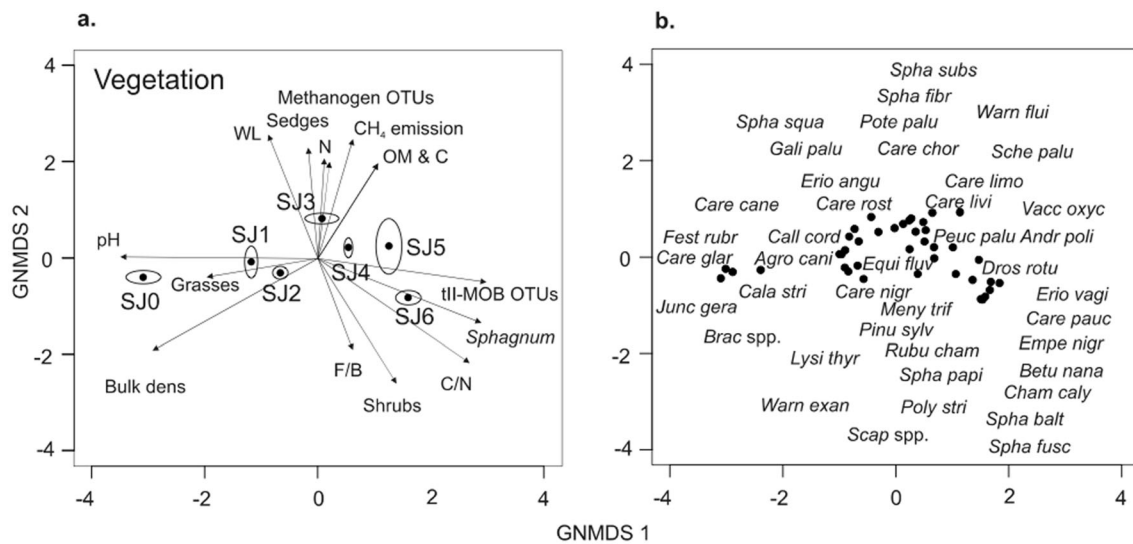 a.
Vegetation
Methanogen OTUs
Sedges
WL
N
CH₄ emission
OM & C
SJ3
pH
SJ1
SJ5
SJ0
Grasses
SJ2
SJ4
tII-MOB OTUs
SJ6
Sphagnum
Bulk dens
F/B
C/N
Shrubs
GNMDS 2
4
2
0
-2
-4
-4
-2
0
2
4
b.
Spha subs
Spha fibr
Warn flui
Spha squa
Pote palu
Gali palu
Care chor
Sche palu
Erio angu
Care limo
Care cane
Care rost
Care livi
Vacc oxyc
Fest rubr
Call cord
Peuc palu Andr poli
Care glar
Agro cani
Equi fluv
Dros rotu
Junc gera
Cala stri
Care nigr
Erio vagi
Meny trif
Care pauc
Brac spp.
Pinu sylv
Empe nigr
Lysi thyr
Rubu cham
Betu nana
Spha papi
Cham caly
Warn exan
Poly stri
Spha balt
Scap spp.
Spha fusc
4
2
0
-2
-4
-4
-2
0
2
4
GNMDS 1